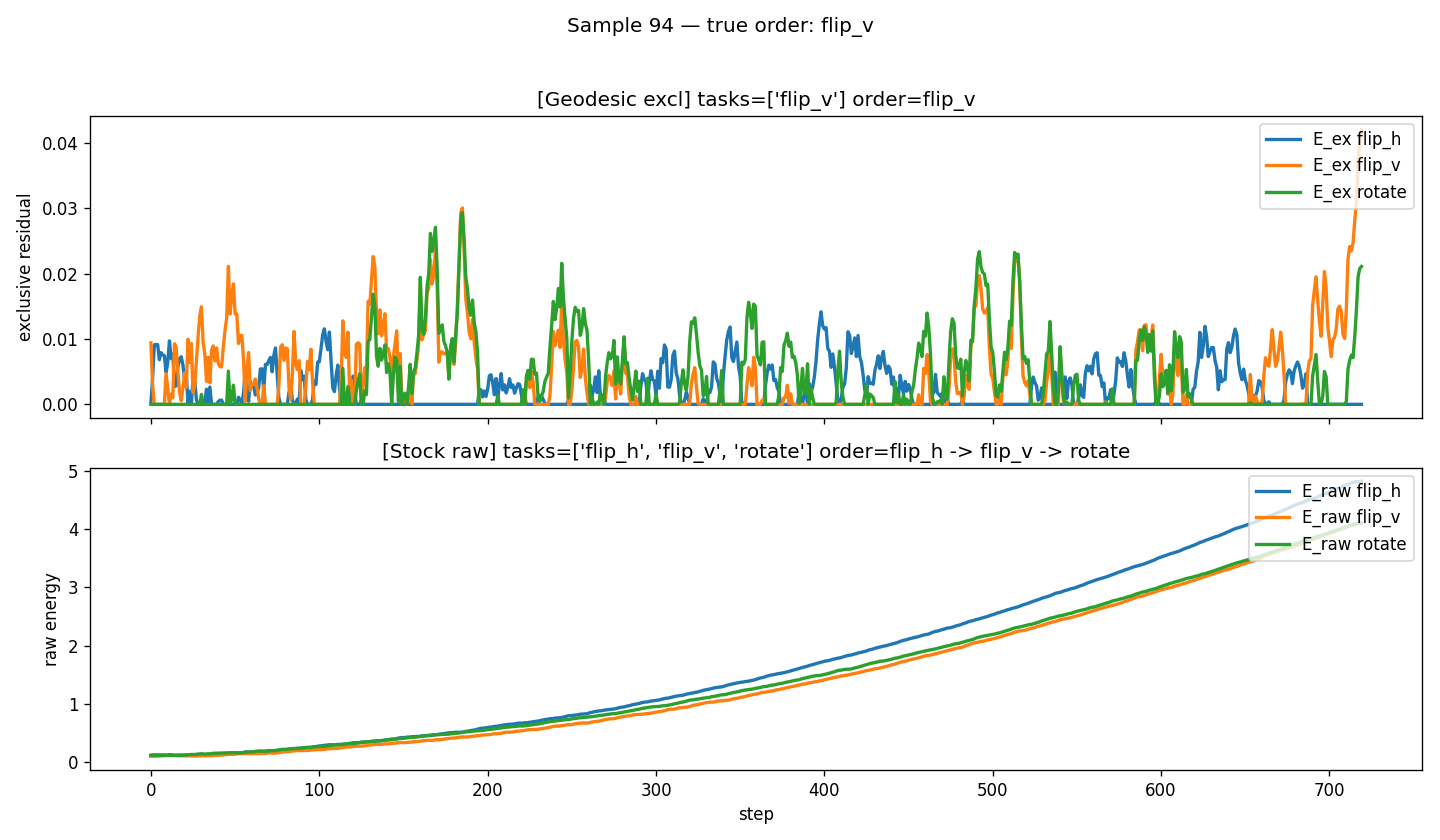 Sample 94 — true order: flip_v
[Geodesic excl] tasks=['flip_v'] order=flip_v
exclusive residual
0.04
0.03
0.02
0.01
0.00
E_ex flip_h
E_ex flip_v
E_ex rotate
[Stock raw] tasks=['flip_h', 'flip_v', 'rotate'] order=flip_h -> flip_v -> rotate
raw energy
5
4
3
2
1
0
E_raw flip_h
E_raw flip_v
E_raw rotate
0 100 200 300 400 500 600 700
step